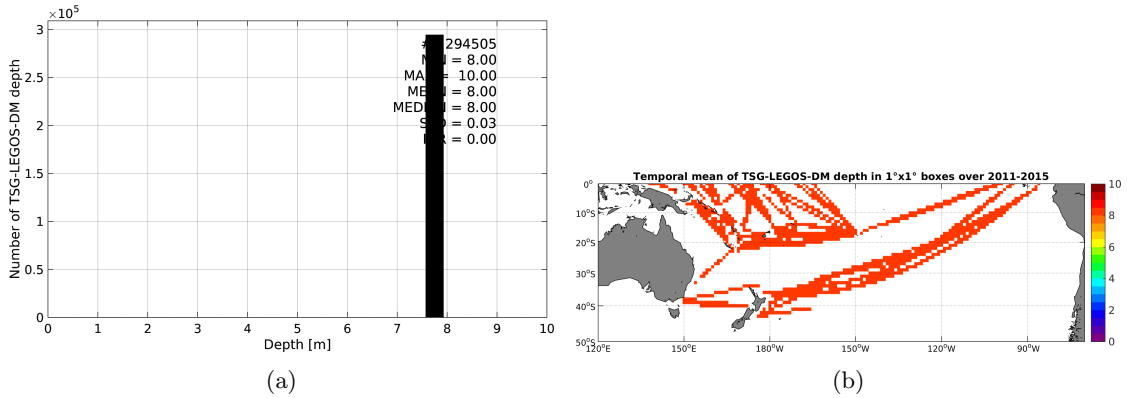 ×10⁵
3
2.5
2
1.5
1
0.5
0
Number of TSG-LEGOS-DM depth
294505
= 8.00
= 10.00
= 8.00
= 8.00
= 0.03
= 0.00
0 1 2 3 4 5 6 7 8 9 10
Depth [m]
(a)
Temporal mean of TSG-LEGOS-DM depth in 1°x1° boxes over 2011-2015
0°
10°S
20°S
30°S
40°S
50°S
120°E 150°E 180°W 150°W 120°W 90°W
10
8
6
4
2
0
(b)